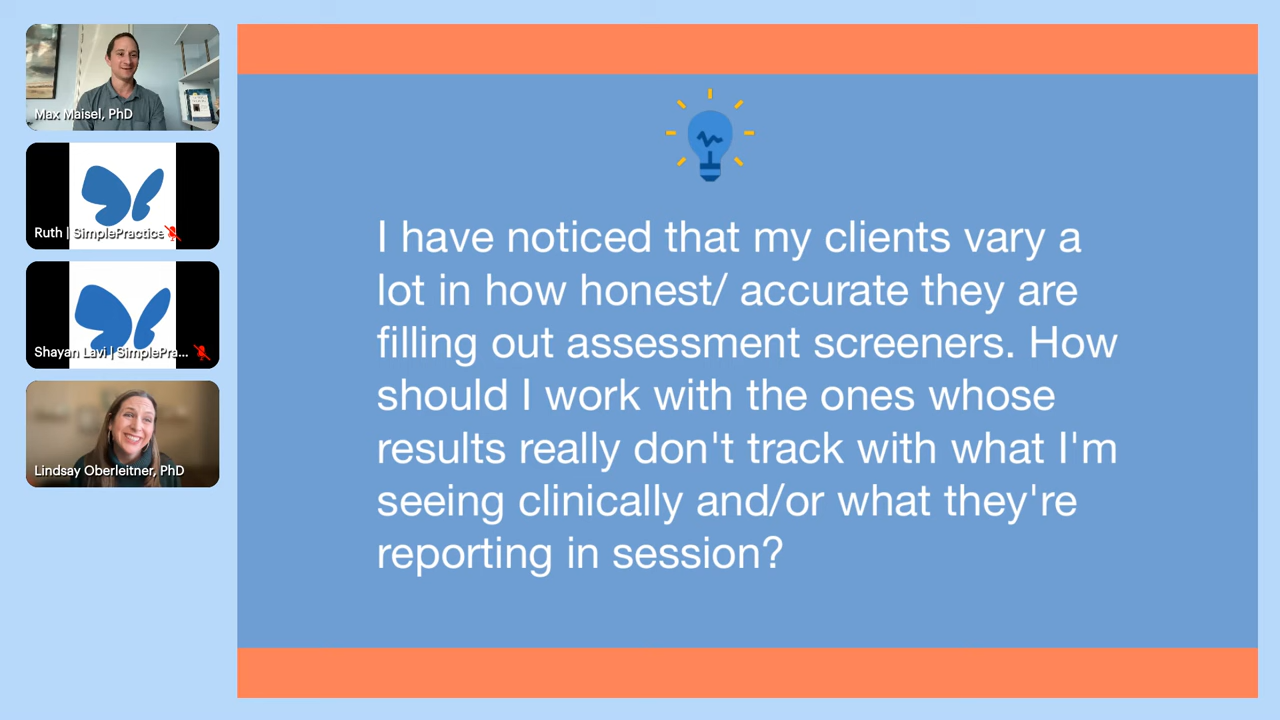 Max Maisel, PhD
Ruth | SimplePractice
Shayan Lavi | SimplePra...
Lindsay Oberleitner, PhD
I have noticed that my clients vary a
lot in how honest/ accurate they are
filling out assessment screeners. How
should I work with the ones whose
results really don't track with what I'm
seeing clinically and/or what they're
reporting in session?